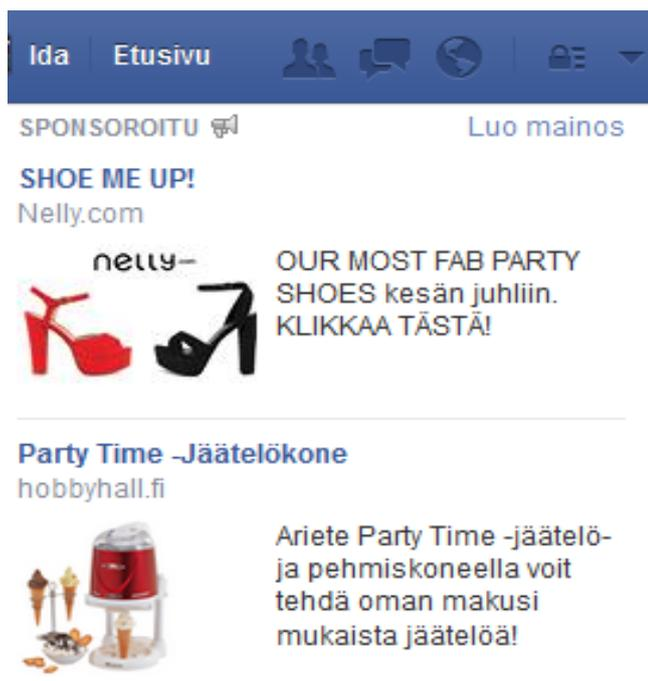 Ida Etusivu
SPONSOROITU Luo mainos
SHOE ME UP!
Nelly.com
nelly—
OUR MOST FAB PARTY
SHOES kesän juhliin.
KLIKKAA TÄSTÄ!
Party Time -Jäätelökone
hobbyhall.fi
Ariete Party Time -jäätelö-
ja pehmiskoneella voit
tehdä oman makusi
mukaista jäätelöä!